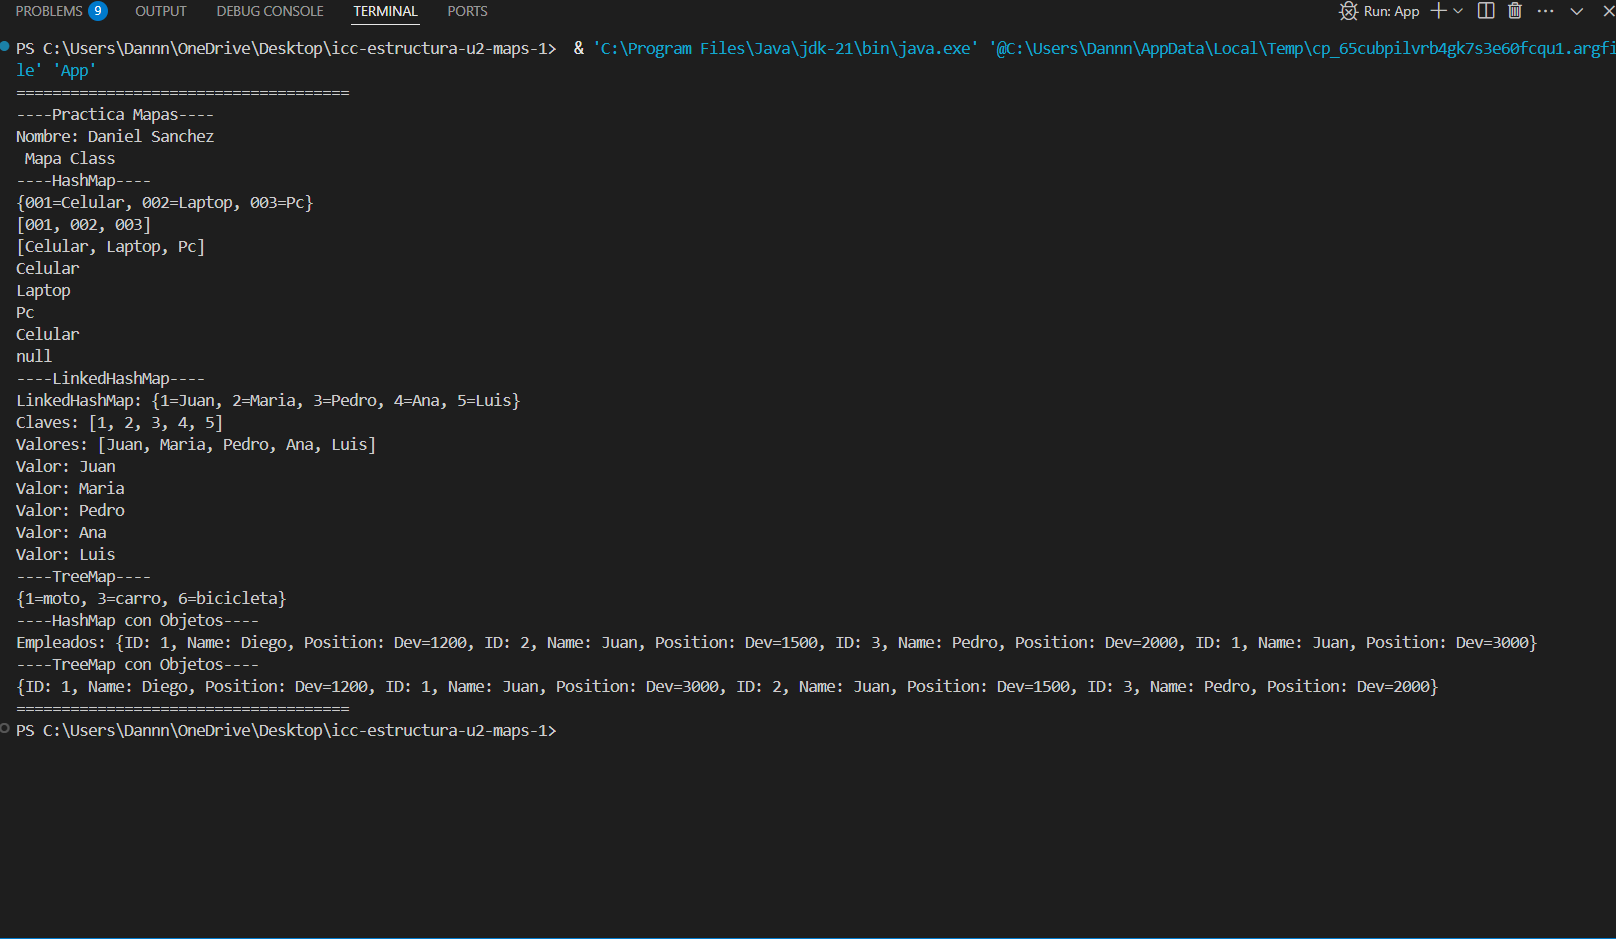 PROBLEMS 9 OUTPUT DEBUG CONSOLE TERMINAL PORTS Run: App
PS C:\Users\Dannn\OneDrive\Desktop\icc-estructura-u2-maps-1>  & 'C:\Program Files\Java\jdk-21\bin\java.exe' '@C:\Users\Dannn\AppData\Local\Temp\cp_65cubpilvrb4gk7s3e60fcqu1.argfi
le' 'App'
=====================================
----Practica Mapas----
Nombre: Daniel Sanchez
 Mapa Class
----HashMap----
{001=Celular, 002=Laptop, 003=Pc}
[001, 002, 003]
[Celular, Laptop, Pc]
Celular
Laptop
Pc
Celular
null
----LinkedHashMap----
LinkedHashMap: {1=Juan, 2=Maria, 3=Pedro, 4=Ana, 5=Luis}
Claves: [1, 2, 3, 4, 5]
Valores: [Juan, Maria, Pedro, Ana, Luis]
Valor: Juan
Valor: Maria
Valor: Pedro
Valor: Ana
Valor: Luis
----TreeMap----
{1=moto, 3=carro, 6=bicicleta}
----HashMap con Objetos----
Empleados: {ID: 1, Name: Diego, Position: Dev=1200, ID: 2, Name: Juan, Position: Dev=1500, ID: 3, Name: Pedro, Position: Dev=2000, ID: 1, Name: Juan, Position: Dev=3000}
----TreeMap con Objetos----
{ID: 1, Name: Diego, Position: Dev=1200, ID: 1, Name: Juan, Position: Dev=3000, ID: 2, Name: Juan, Position: Dev=1500, ID: 3, Name: Pedro, Position: Dev=2000}
=====================================
PS C:\Users\Dannn\OneDrive\Desktop\icc-estructura-u2-maps-1>